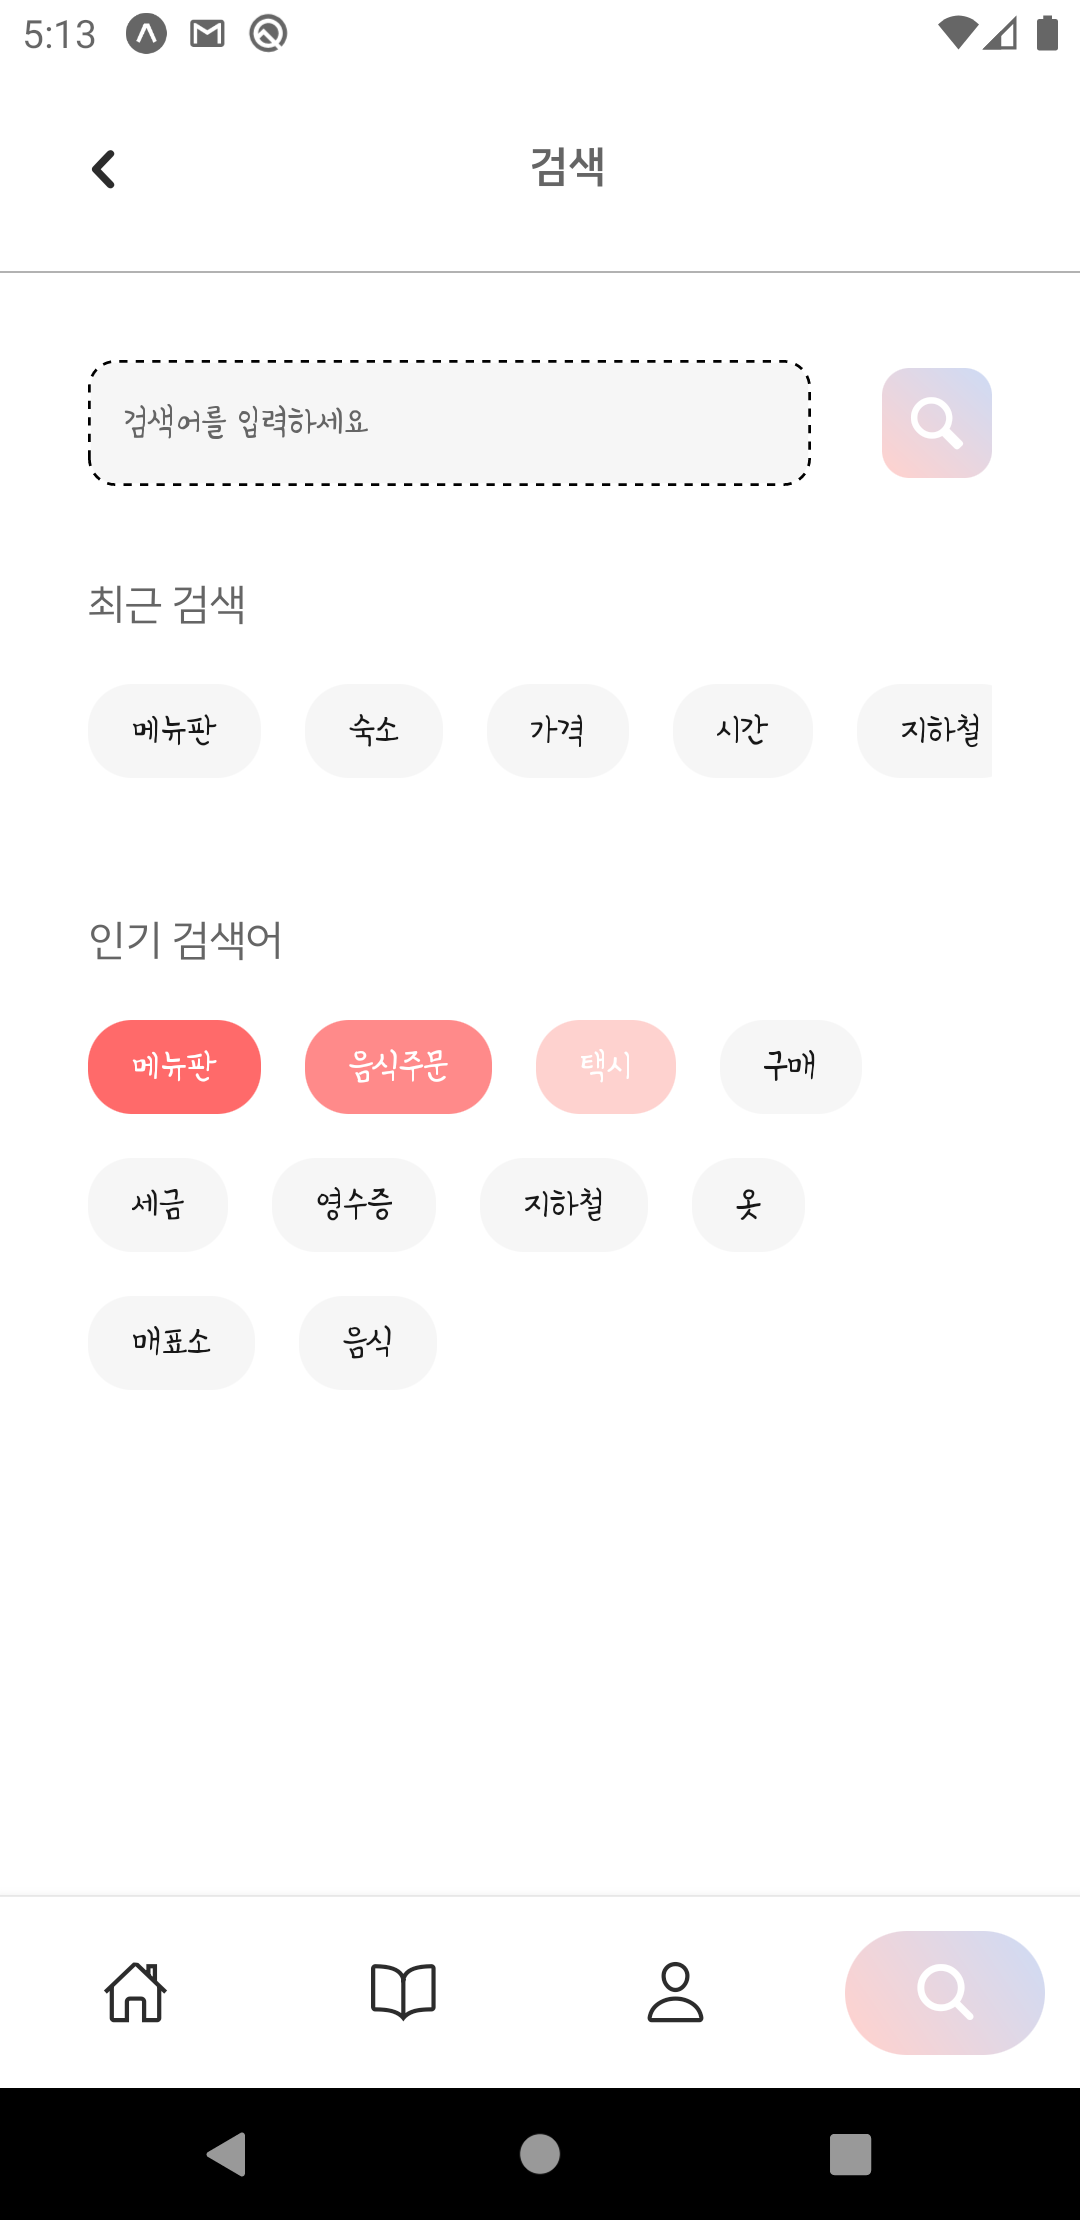 5:13
검색
검색어를 입력하세요
최근 검색
메뉴판 숙소 가격 시간 지하철
인기 검색어
메뉴판 음식주문 택시 구매
세금 영수증 지하철 옷
매표소 음식